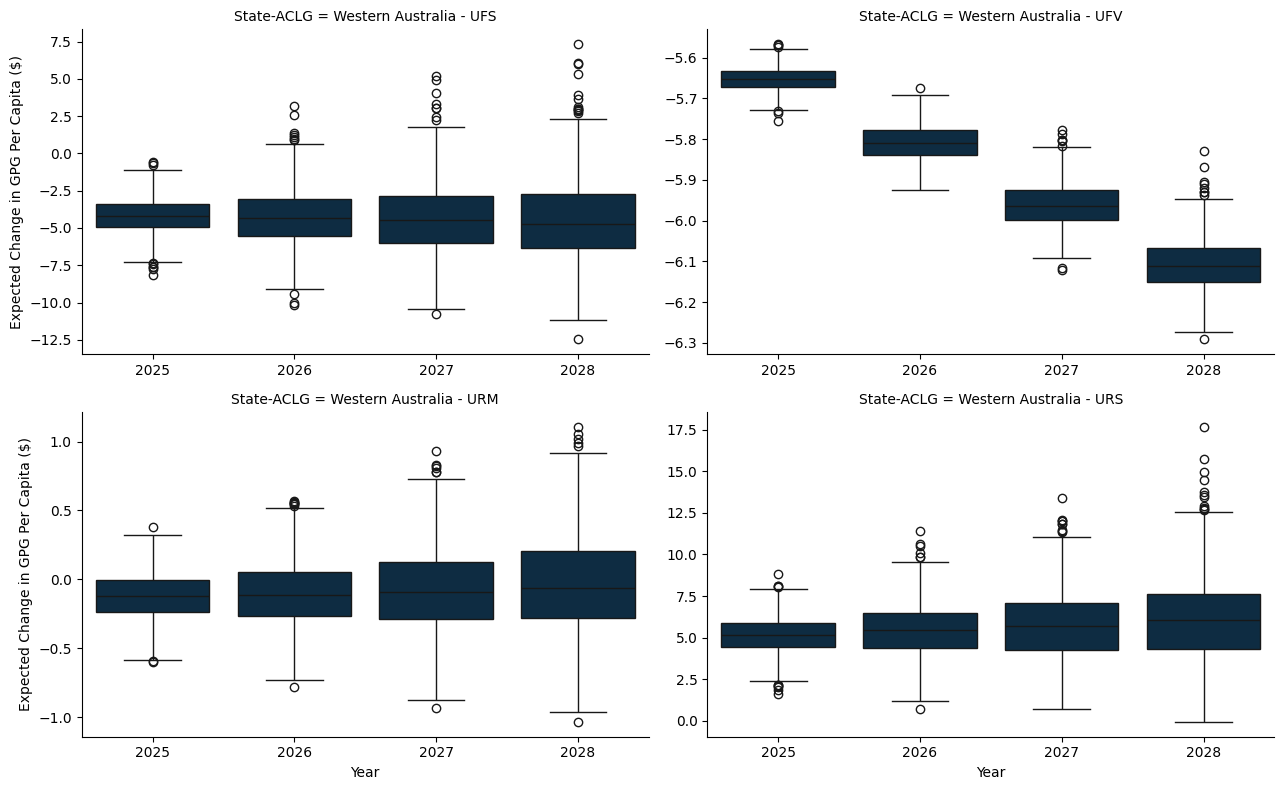 State-ACLG = Western Australia - UFS
Expected Change in GPG Per Capita ($)
7.5
5.0
2.5
0.0
−2.5
−5.0
−7.5
−10.0
−12.5
2025 2026 2027 2028
State-ACLG = Western Australia - UFV
−5.6
−5.7
−5.8
−5.9
−6.0
−6.1
−6.2
−6.3
2025 2026 2027 2028
State-ACLG = Western Australia - URM
Expected Change in GPG Per Capita ($)
1.0
0.5
0.0
−0.5
−1.0
2025 2026 2027 2028
Year
State-ACLG = Western Australia - URS
17.5
15.0
12.5
10.0
7.5
5.0
2.5
0.0
2025 2026 2027 2028
Year